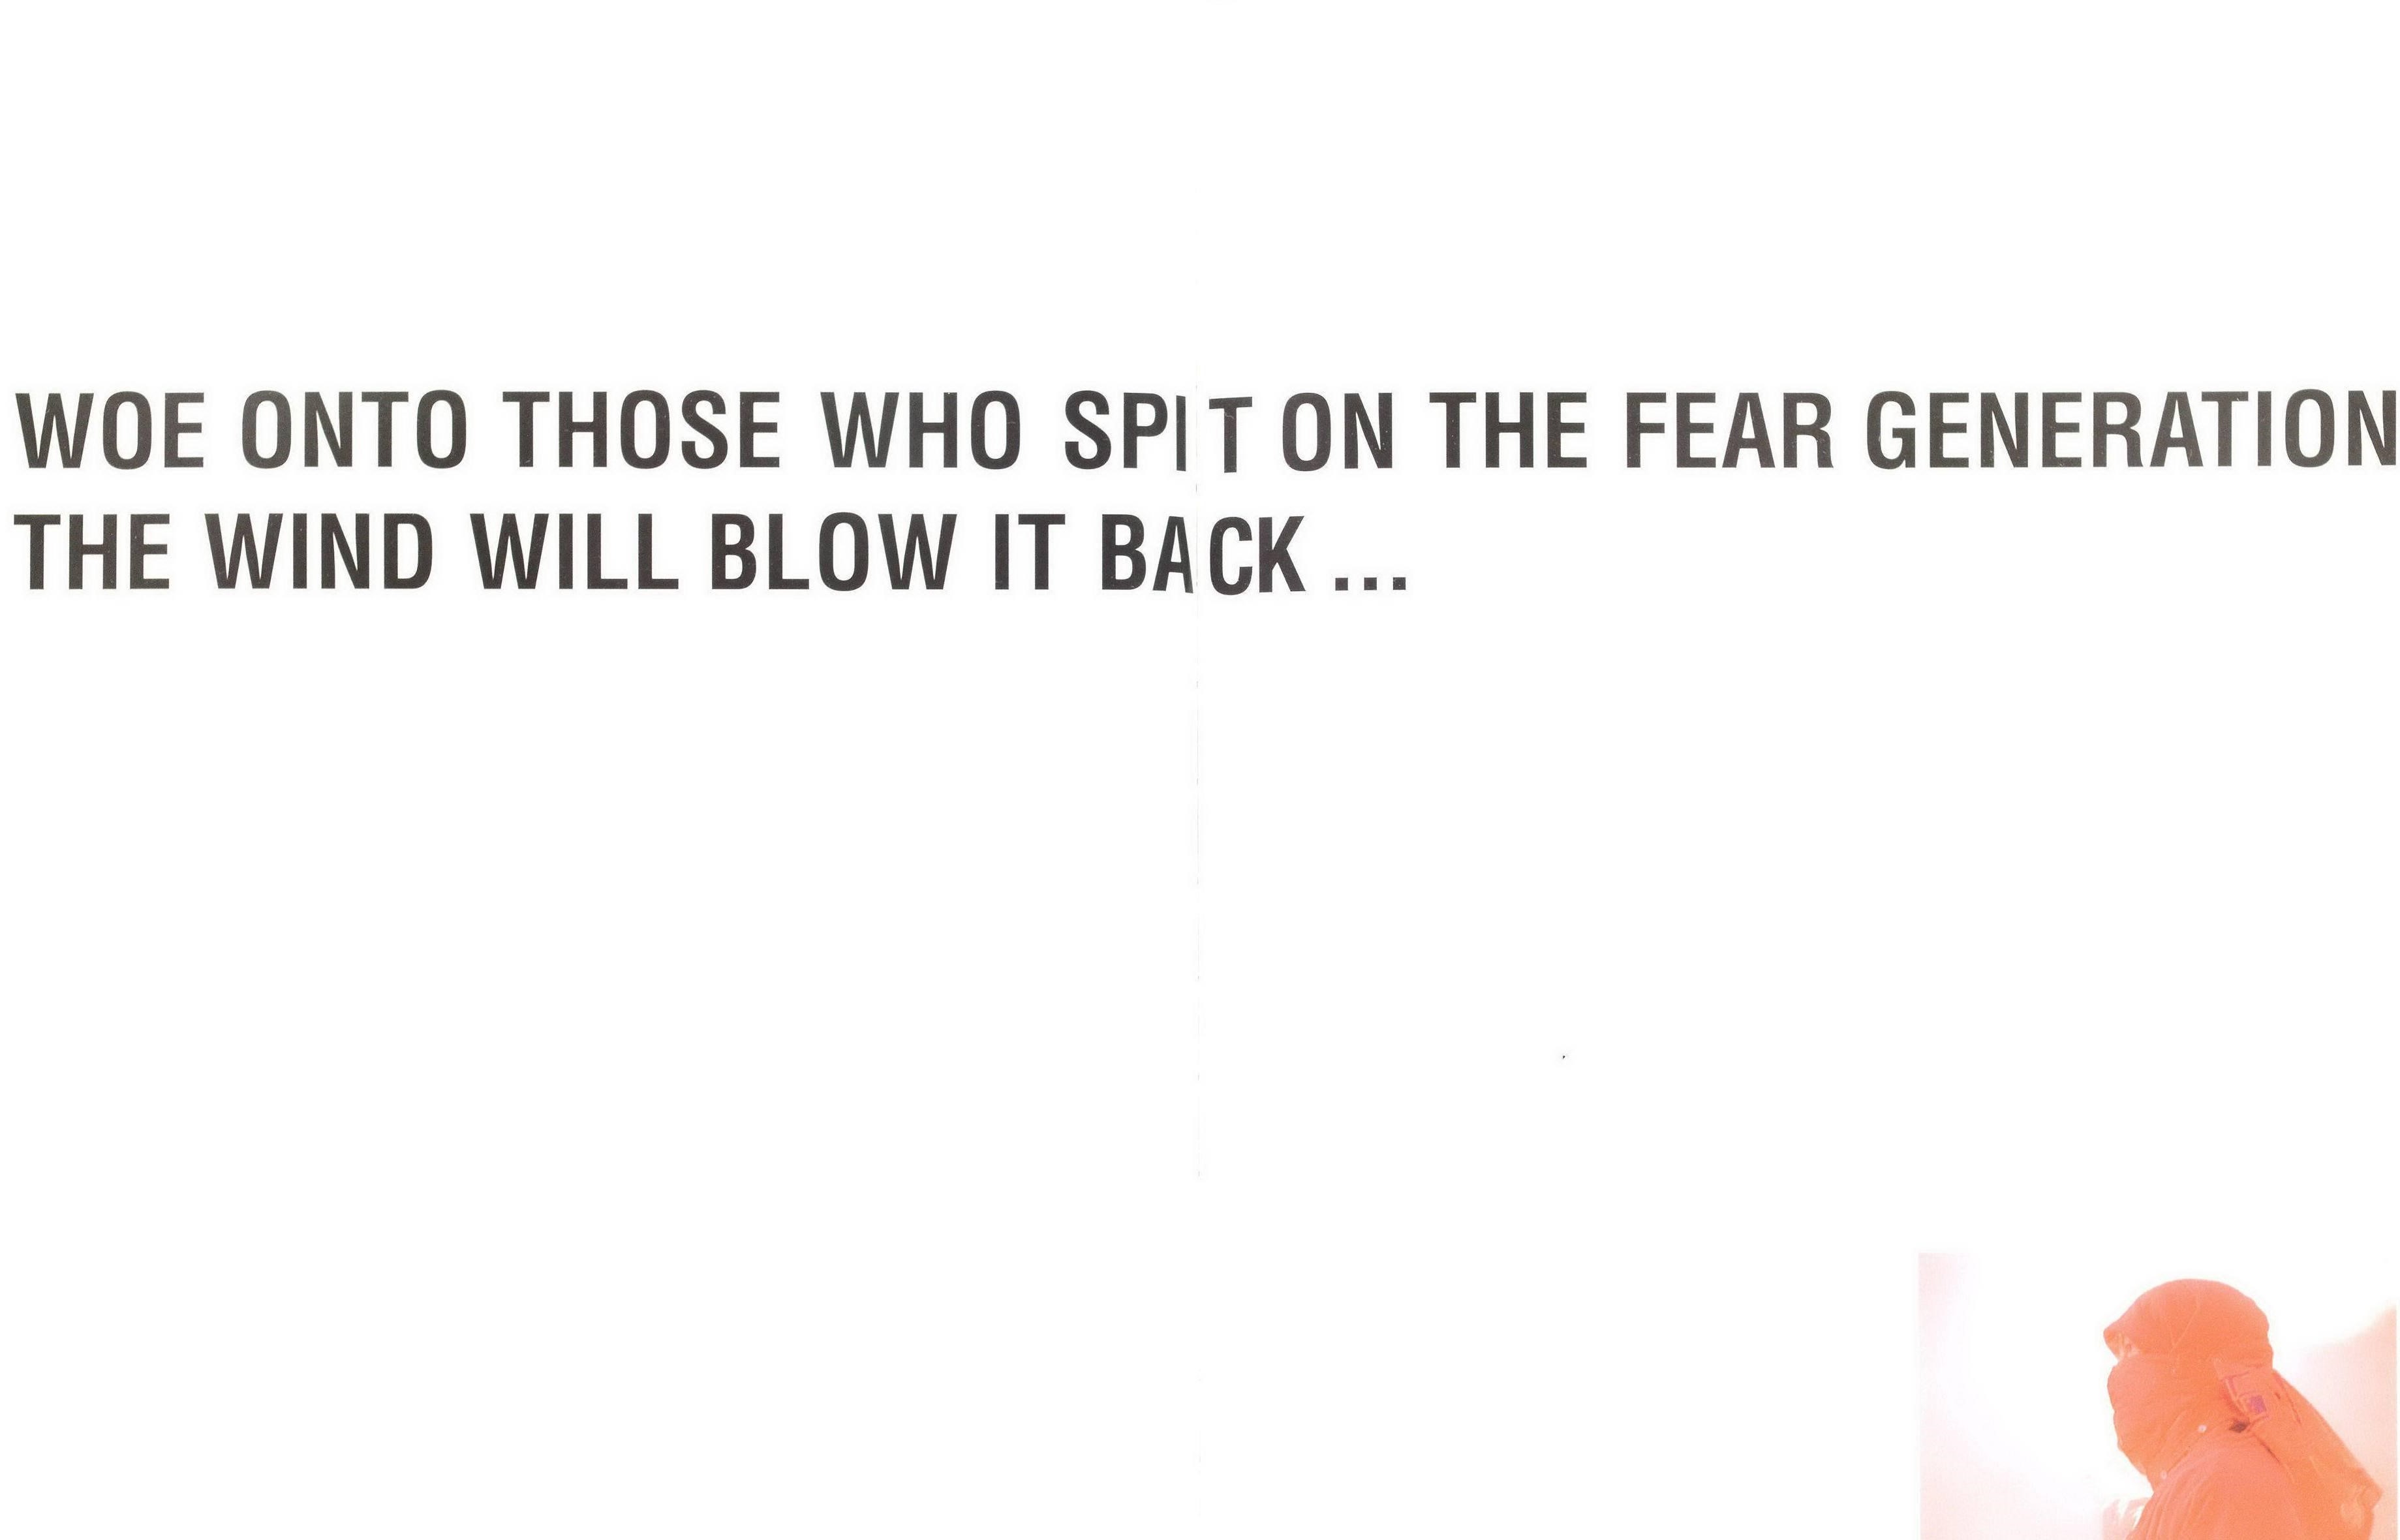 WOE ONTO THOSE WHO SPIT ON THE FEAR GENERATION
THE WIND WILL BLOW IT BACK ...